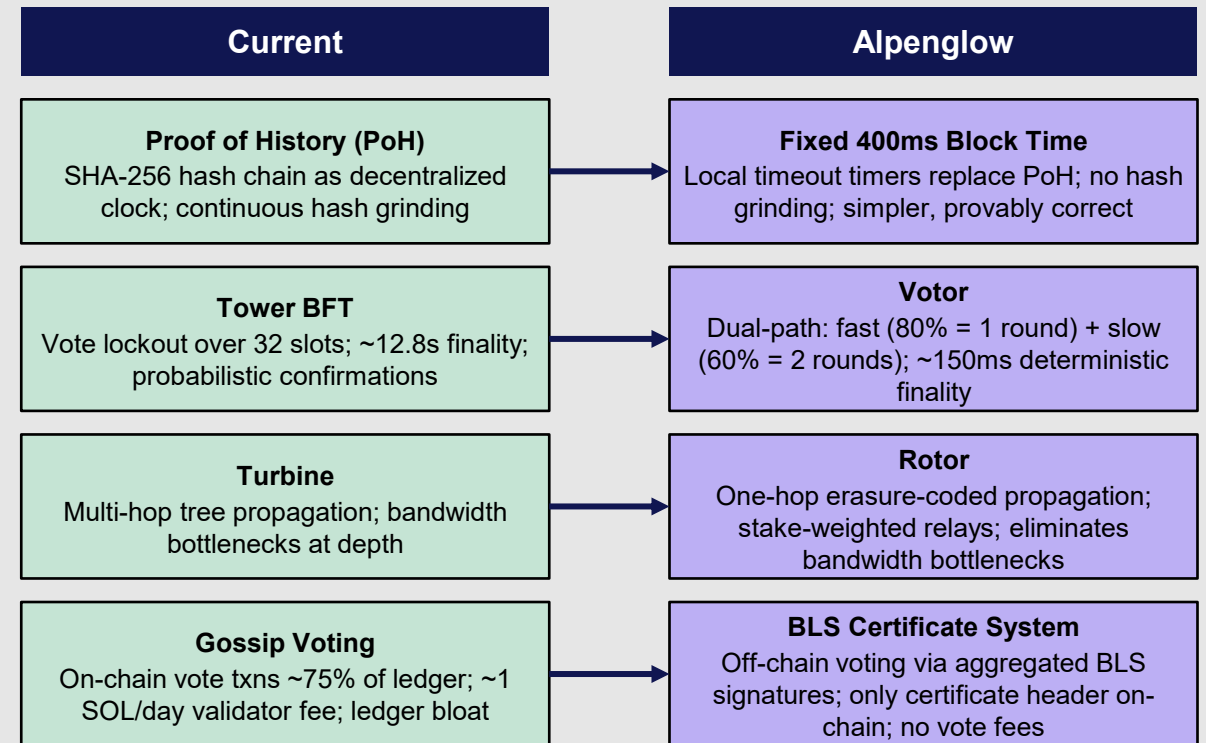 Current
Alpenglow
Proof of History (PoH)
SHA-256 hash chain as decentralized
clock; continuous hash grinding
Fixed 400ms Block Time
Local timeout timers replace PoH; no hash
grinding; simpler, provably correct
Tower BFT
Vote lockout over 32 slots; ~12.8s finality;
probabilistic confirmations
Votor
Dual-path: fast (80% = 1 round) + slow
(60% = 2 rounds); ~150ms deterministic
finality
Turbine
Multi-hop tree propagation; bandwidth
bottlenecks at depth
Rotor
One-hop erasure-coded propagation;
stake-weighted relays; eliminates
bandwidth bottlenecks
Gossip Voting
On-chain vote txns ~75% of ledger; ~1
SOL/day validator fee; ledger bloat
BLS Certificate System
Off-chain voting via aggregated BLS
signatures; only certificate header on-
chain; no vote fees